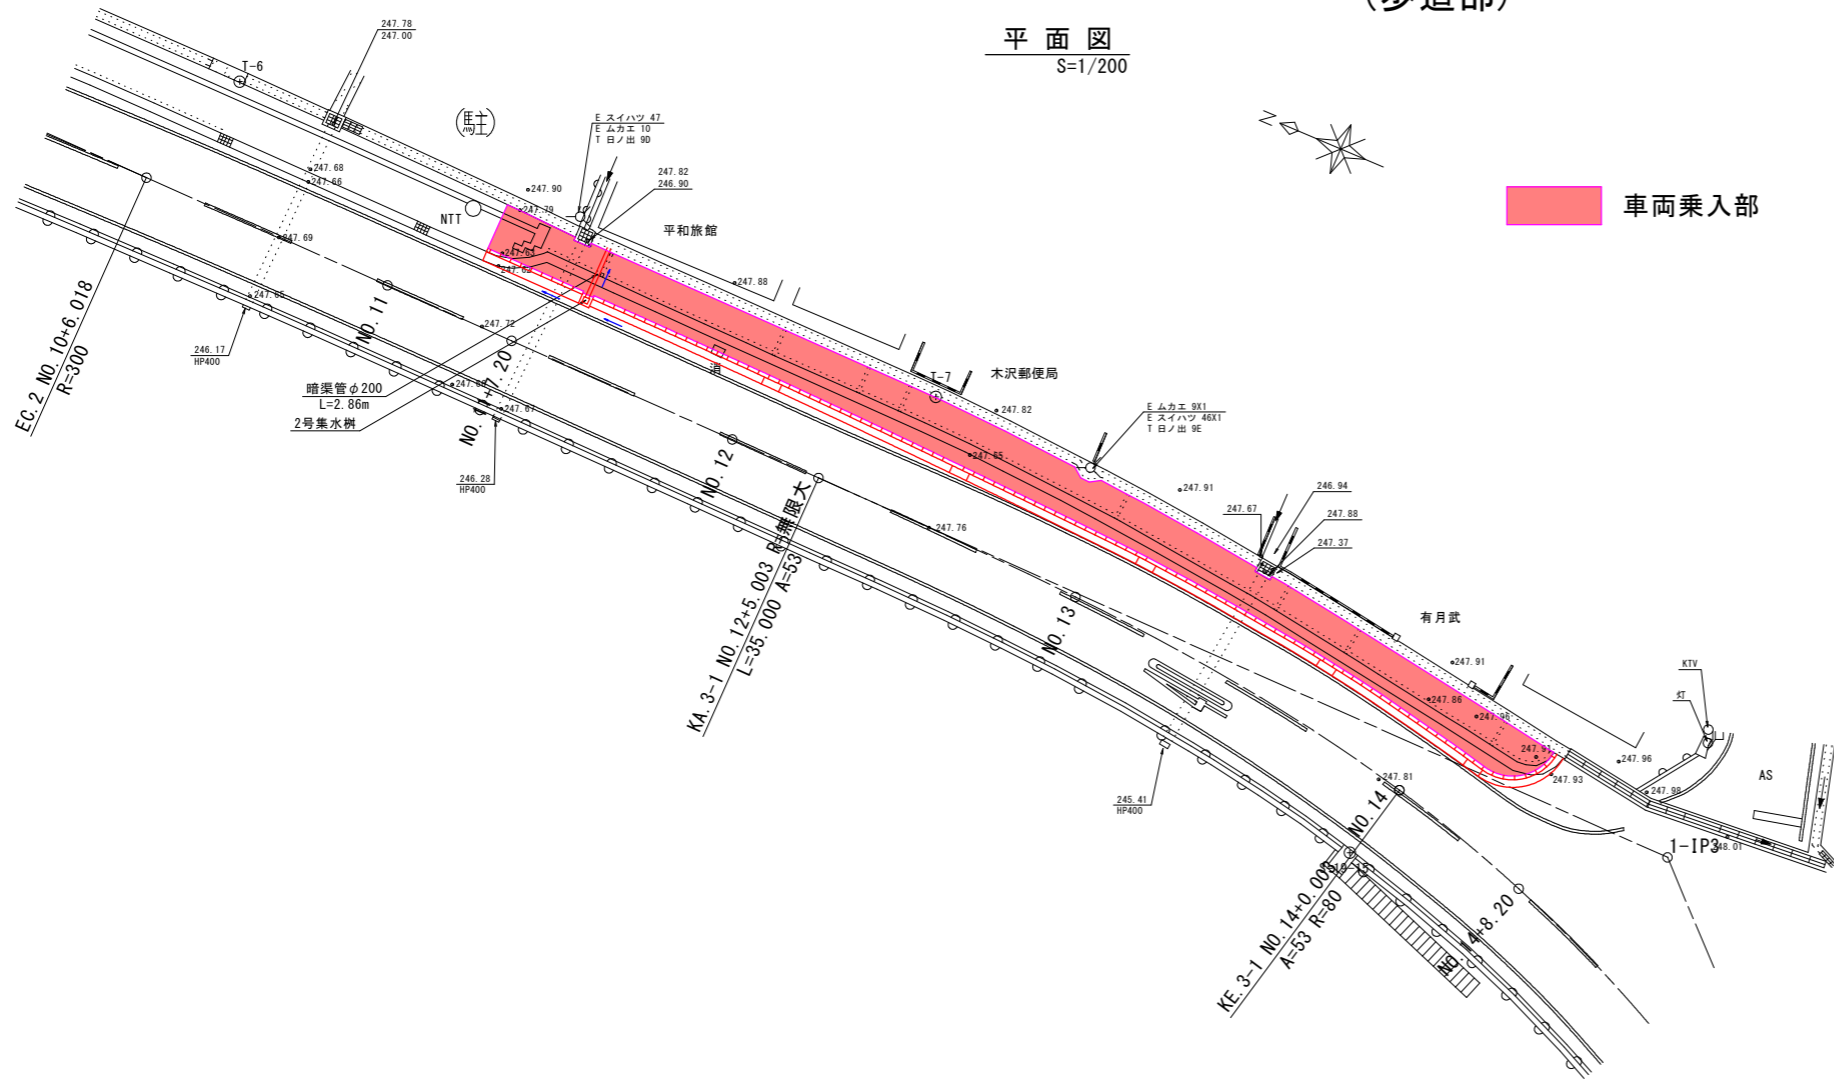 (歩道部)
平 面 図
S=1/200
車両乗入部
N
247.78
247.00
T-6
(駐)
E スイハツ 47
E ムカエ 10
T 日ノ出 9D
247.82
246.90
247.68
247.66
247.90
247.79
NTT
平和旅館
247.69
247.63
247.62
247.88
247.65
EC.2 NO.10+6.018
R=300
NO.11
246.17
HP400
247.72
暗渠管φ200
L=2.86m
2号集水桝
消
247.67
T-7
木沢郵便局
247.82
E ムカエ 9X1
E スイハツ 46X1
T 日ノ出 9E
246.28
HP400
NO.12
247.65
247.91
246.94
247.67
247.88
247.37
247.76
KA.3-1 NO.12+5.003 R=無限大
L=35.000 A=53
NO.13
有月武
247.91
KTV
灯
247.86
247.96
247.91
247.93
247.96
247.98
AS
245.41
HP400
247.81
NO.14
1-IP3
248.01
KE.3-1 NO.14+0.003
A=53 R=80
NO.14+8.20